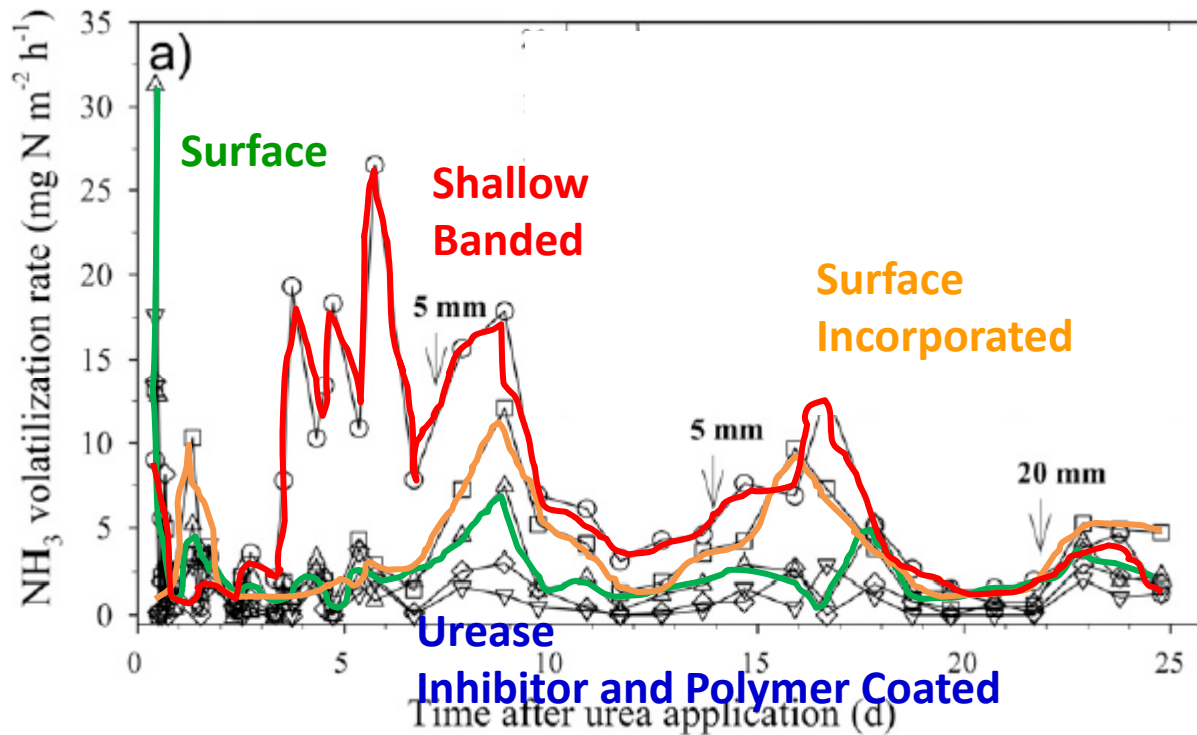 a)
Surface
Shallow
Banded
Surface
Incorporated
5 mm
5 mm
20 mm
35
30
25
20
15
10
5
0
NH3 volatilization rate (mg N m-2 h-1)
0 5 10 15 20 25
Urease
Inhibitor and Polymer Coated
Time after urea application (d)